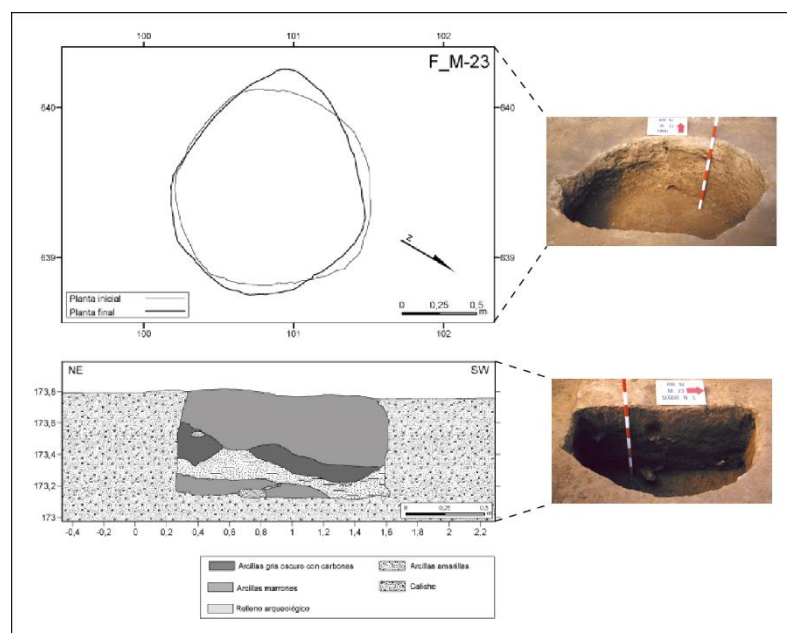 100 101 102
F_M-23
640 640
639 639
N
Planta inicial
Planta final
0 0,25 0,5
m
100 101 102
NE SW
173,8
173,6
173,4
173,2
173
0 0,25 0,5
-0,4 -0,2 0 0,2 0,4 0,6 0,8 1 1,2 1,4 1,6 1,8 2 2,2
Arcillas gris oscuro con carbones
Arcillas amarillas
Arcillas marrones
Caliche
Relleno arqueológico